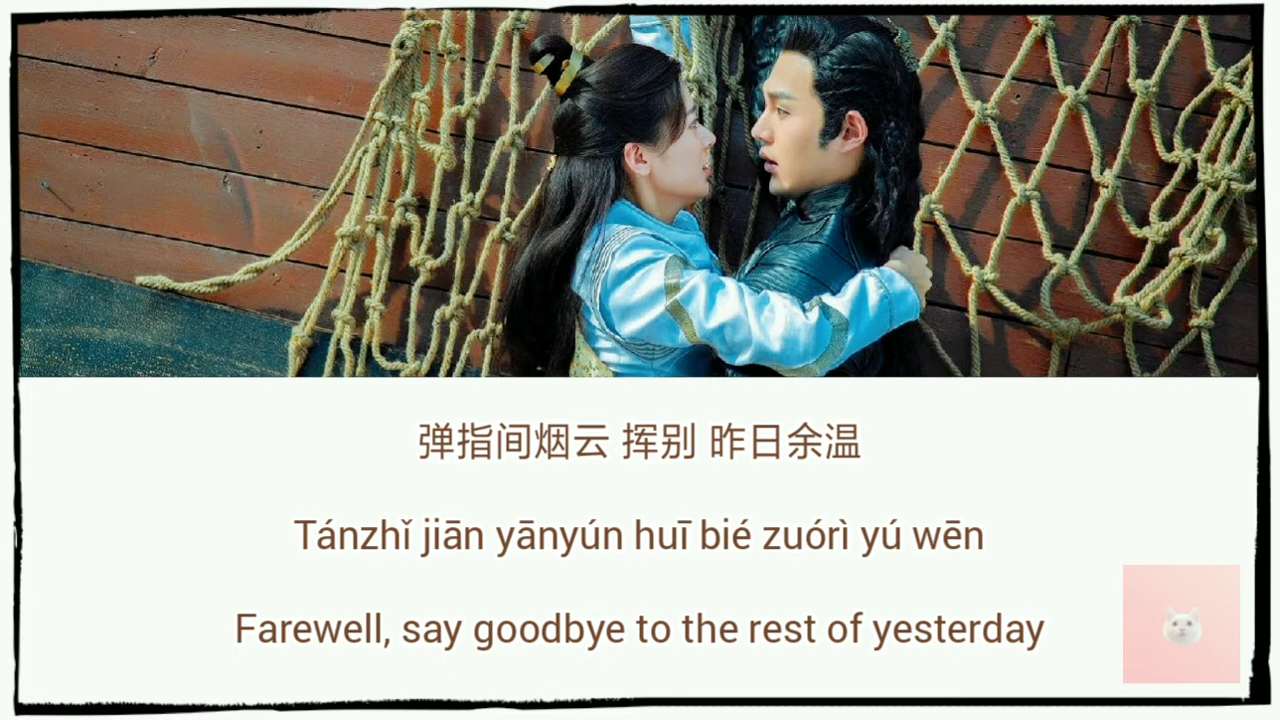 弹指间烟云 挥别 昨日余温
Tánzhǐ jiān yānyún huī bié zuórì yú wēn
Farewell, say goodbye to the rest of yesterday